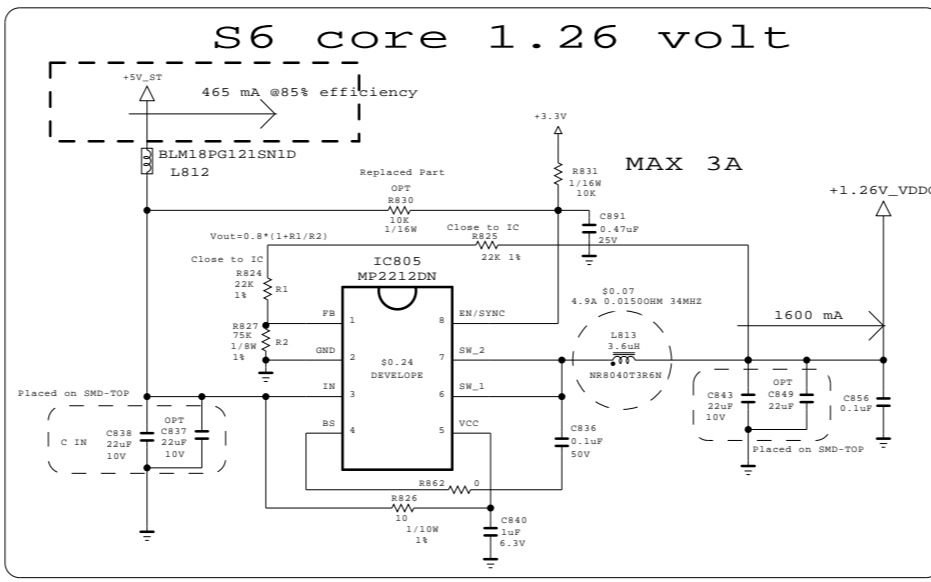 S6 core 1.26 volt
+5V_ST
465 mA @85% efficiency
BLM18PG121SN1D
L812
+3.3V
R831
1/16W
10K
MAX 3A
+1.26V_VDDC
Replaced Part
OPT
R830
10K
1/16W
C891
0.47uF
25V
Vout=0.8*(1+R1/R2)
Close to IC
R825
22K 1%
Close to IC
R824
22K
1%
R1
IC805
MP2212DN
R827
75K
1/8W
1%
R2
FB
1
GND
2
IN
3
BS
4
$0.24
DEVELOPE
8
EN/SYNC
7
SW_2
6
SW_1
5
VCC
$0.07
4.9A 0.015OOHM 34MHZ
L813
3.6uH
NR8040T3R6N
1600 mA
Placed on SMD-TOP
C IN
C838
22uF
10V
OPT
C837
22uF
10V
C836
0.1uF
50V
C843
22uF
10V
OPT
C849
22uF
C856
0.1uF
Placed on SMD-TOP
R862
0
R826
10
1/10W
1%
C840
1uF
6.3V